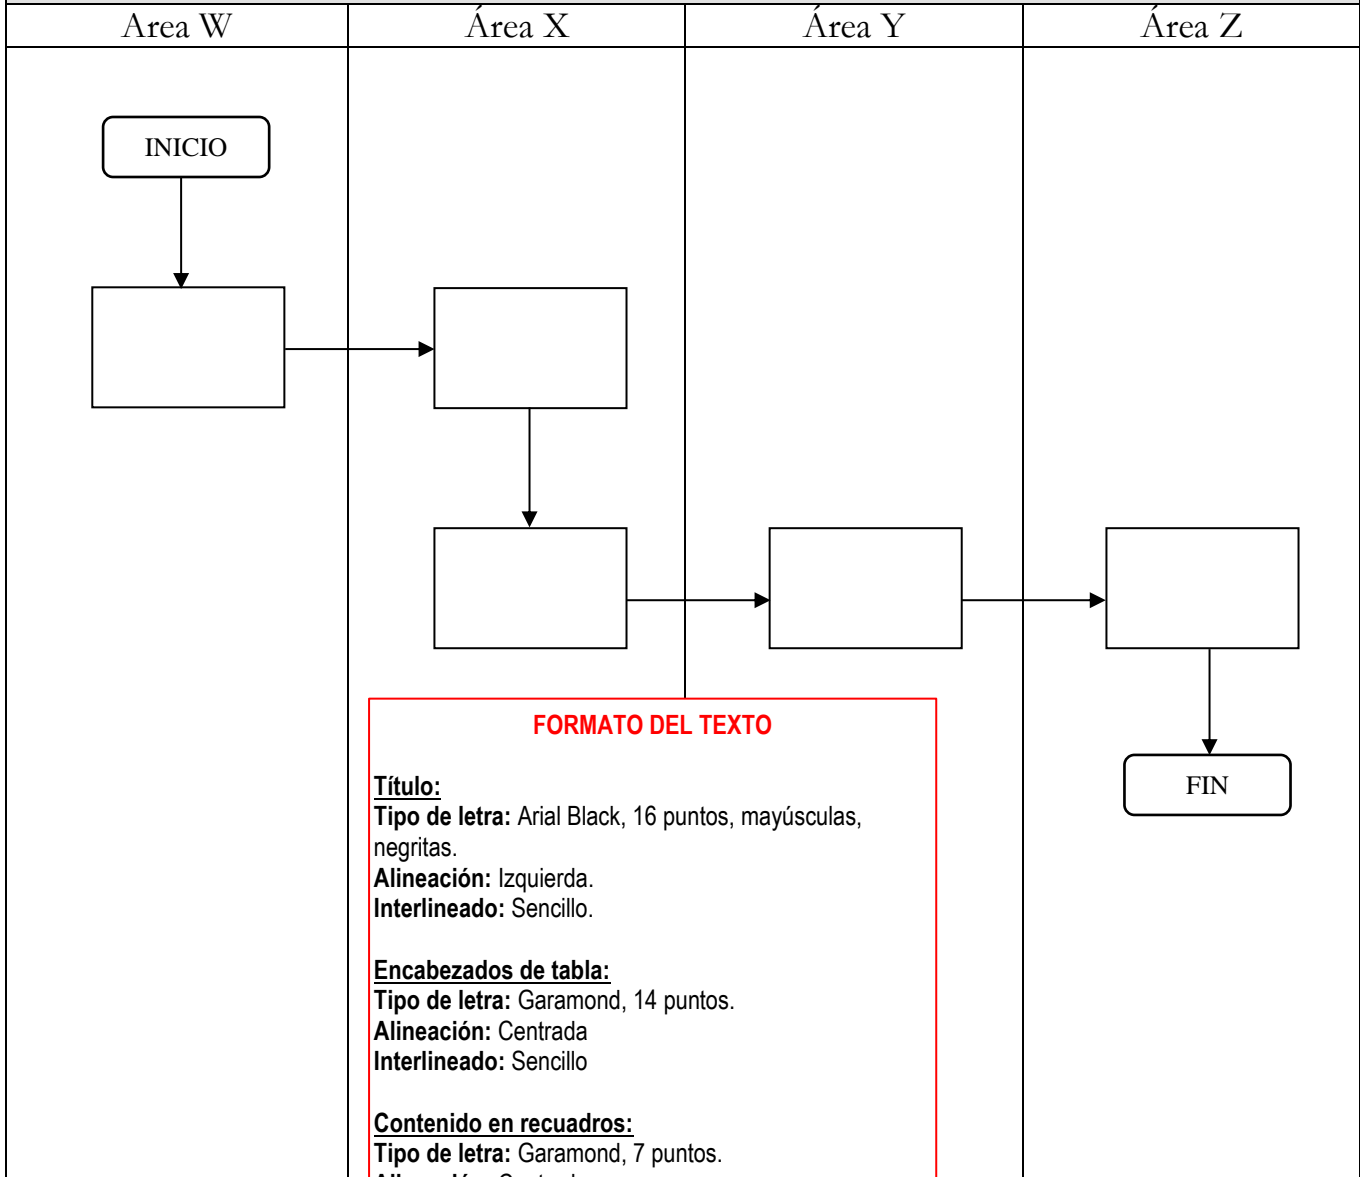 Area W
Área X
Área Y
Área Z
INICIO
FORMATO DEL TEXTO
FIN
Título:
Tipo de letra: Arial Black, 16 puntos, mayúsculas,
negritas.
Alineación: Izquierda.
Interlineado: Sencillo.
Encabezados de tabla:
Tipo de letra: Garamond, 14 puntos.
Alineación: Centrada
Interlineado: Sencillo
Contenido en recuadros:
Tipo de letra: Garamond, 7 puntos.